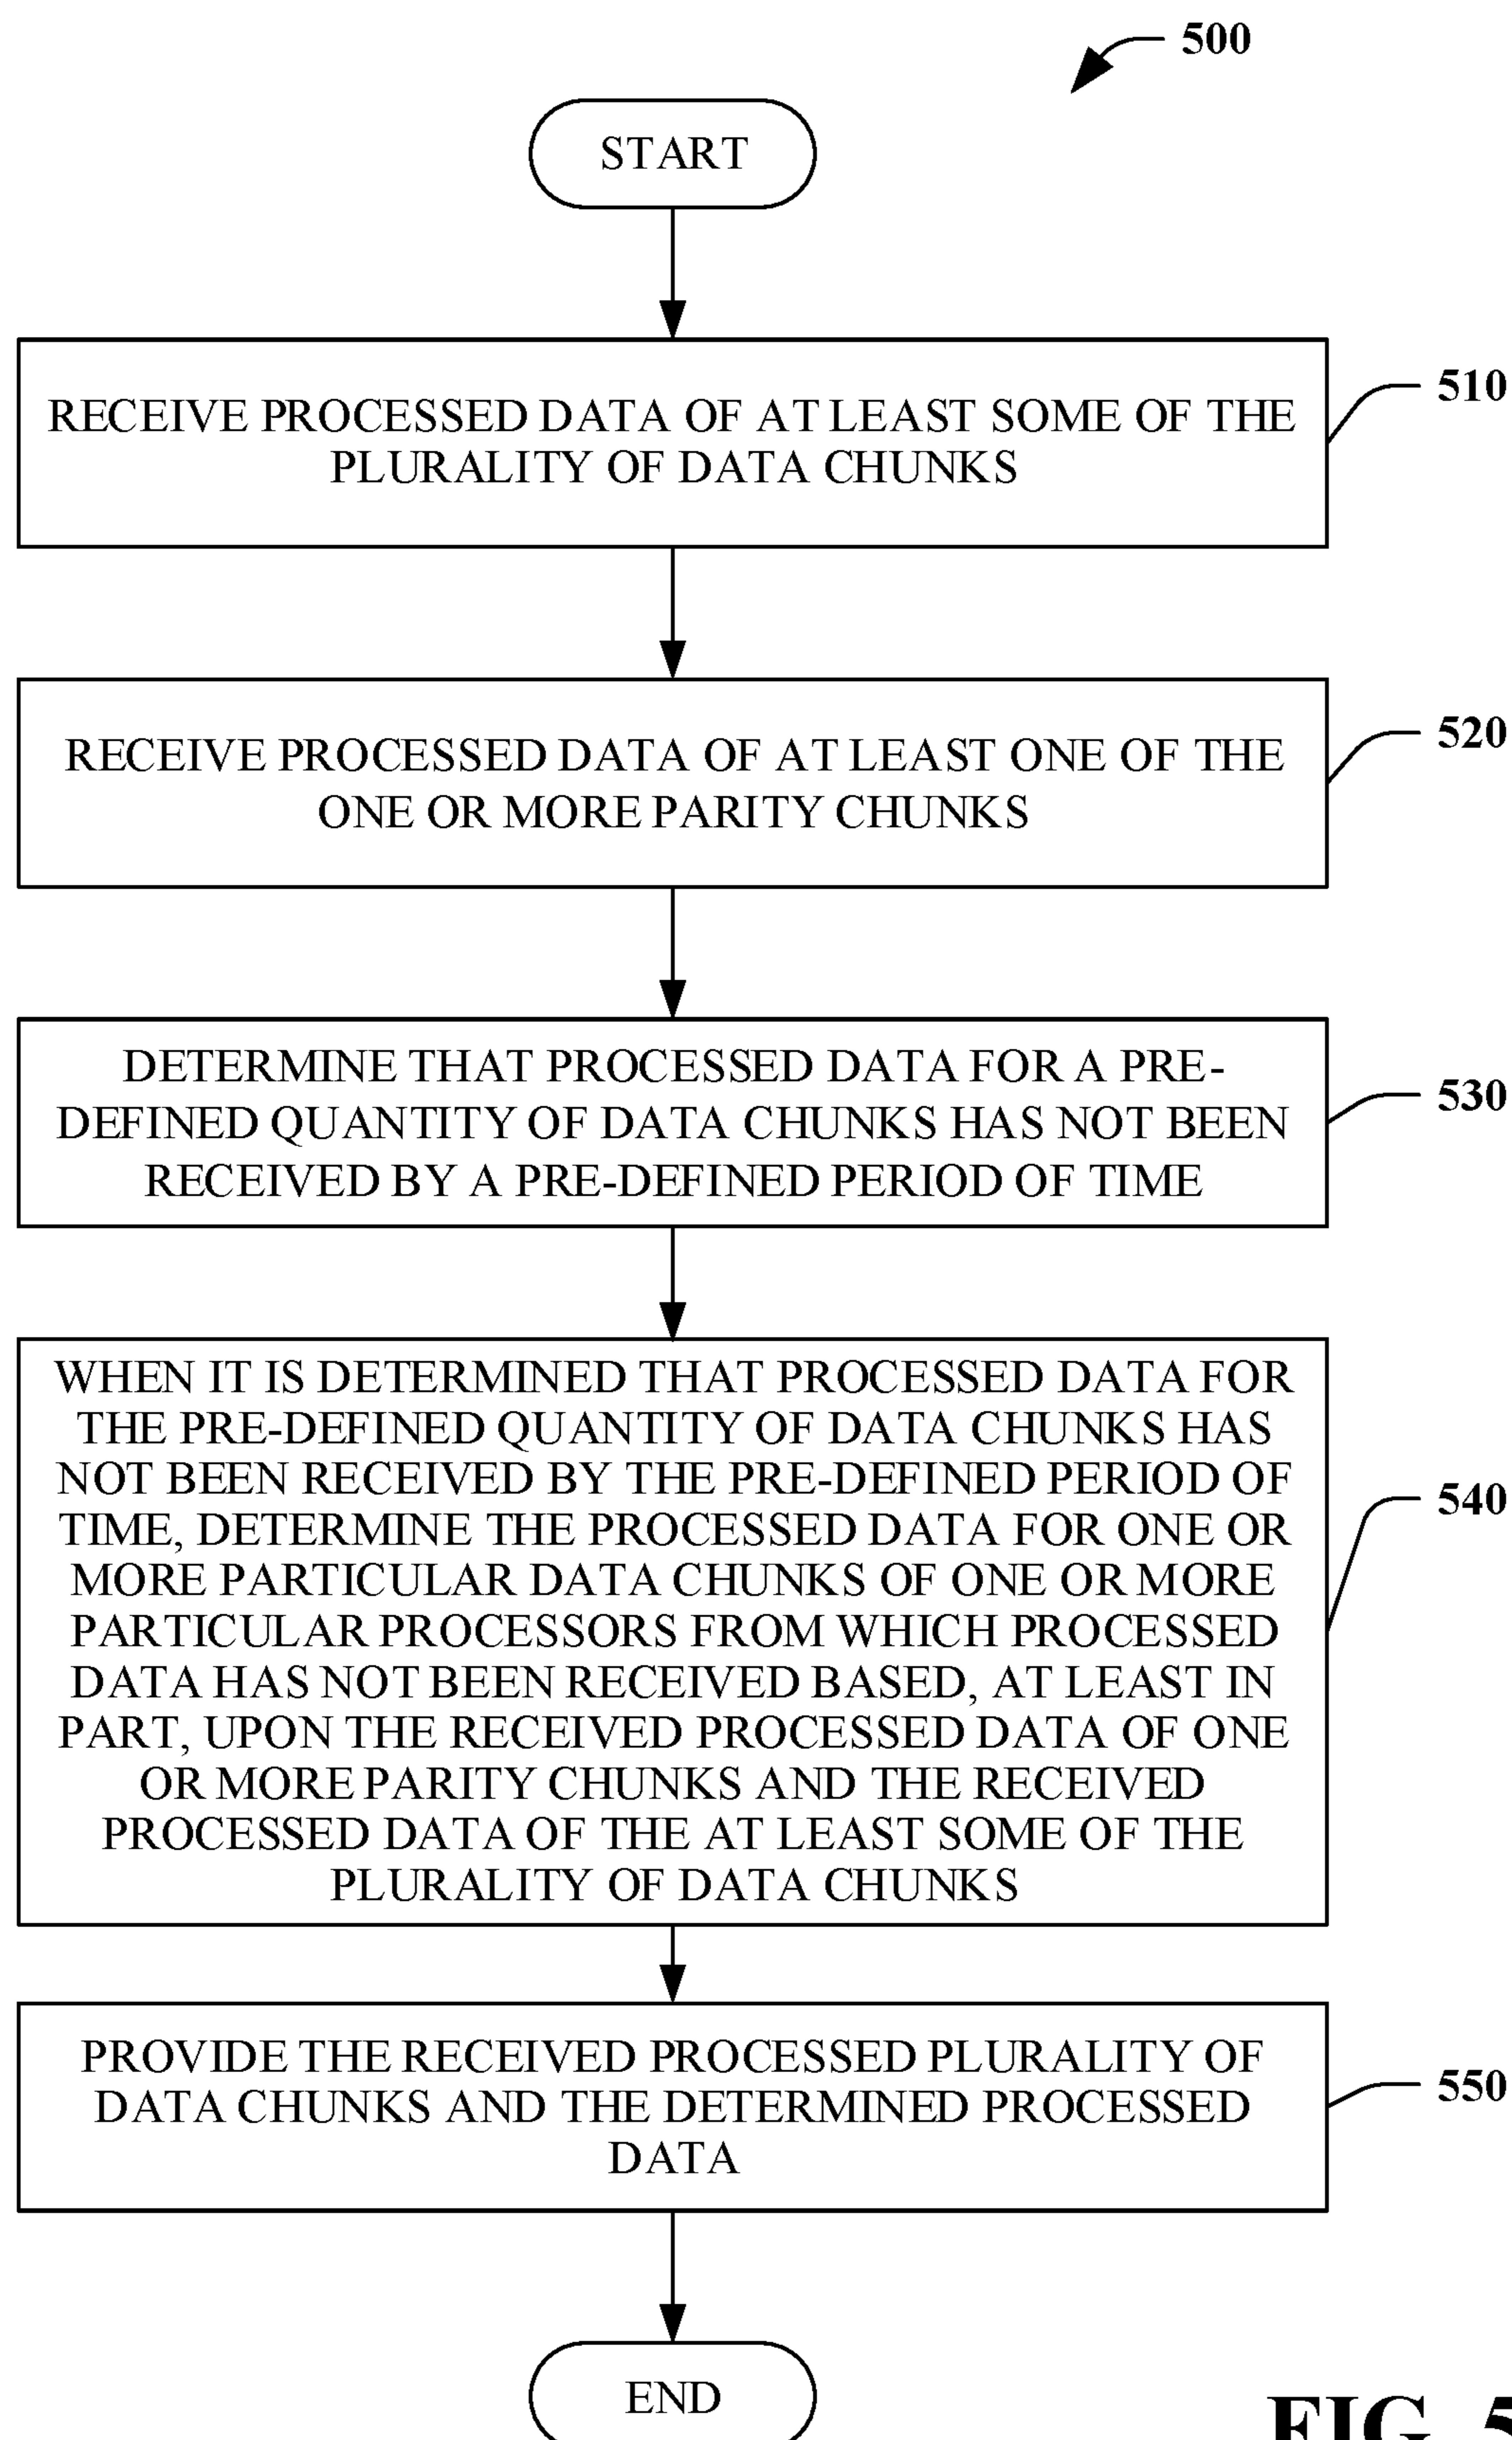 500
START
RECEIVE PROCESSED DATA OF AT LEAST SOME OF THE
PLURALITY OF DATA CHUNKS
510
RECEIVE PROCESSED DATA OF AT LEAST ONE OF THE
ONE OR MORE PARITY CHUNKS
520
DETERMINE THAT PROCESSED DATA FOR A PRE-
DEFINED QUANTITY OF DATA CHUNKS HAS NOT BEEN
RECEIVED BY A PRE-DEFINED PERIOD OF TIME
530
WHEN IT IS DETERMINED THAT PROCESSED DATA FOR
THE PRE-DEFINED QUANTITY OF DATA CHUNKS HAS
NOT BEEN RECEIVED BY THE PRE-DEFINED PERIOD OF
TIME, DETERMINE THE PROCESSED DATA FOR ONE OR
MORE PARTICULAR DATA CHUNKS OF ONE OR MORE
PARTICULAR PROCESSORS FROM WHICH PROCESSED
DATA HAS NOT BEEN RECEIVED BASED, AT LEAST IN
PART, UPON THE RECEIVED PROCESSED DATA OF ONE
OR MORE PARITY CHUNKS AND THE RECEIVED
PROCESSED DATA OF THE AT LEAST SOME OF THE
PLURALITY OF DATA CHUNKS
540
PROVIDE THE RECEIVED PROCESSED PLURALITY OF
DATA CHUNKS AND THE DETERMINED PROCESSED
DATA
550
END
FIG. 5